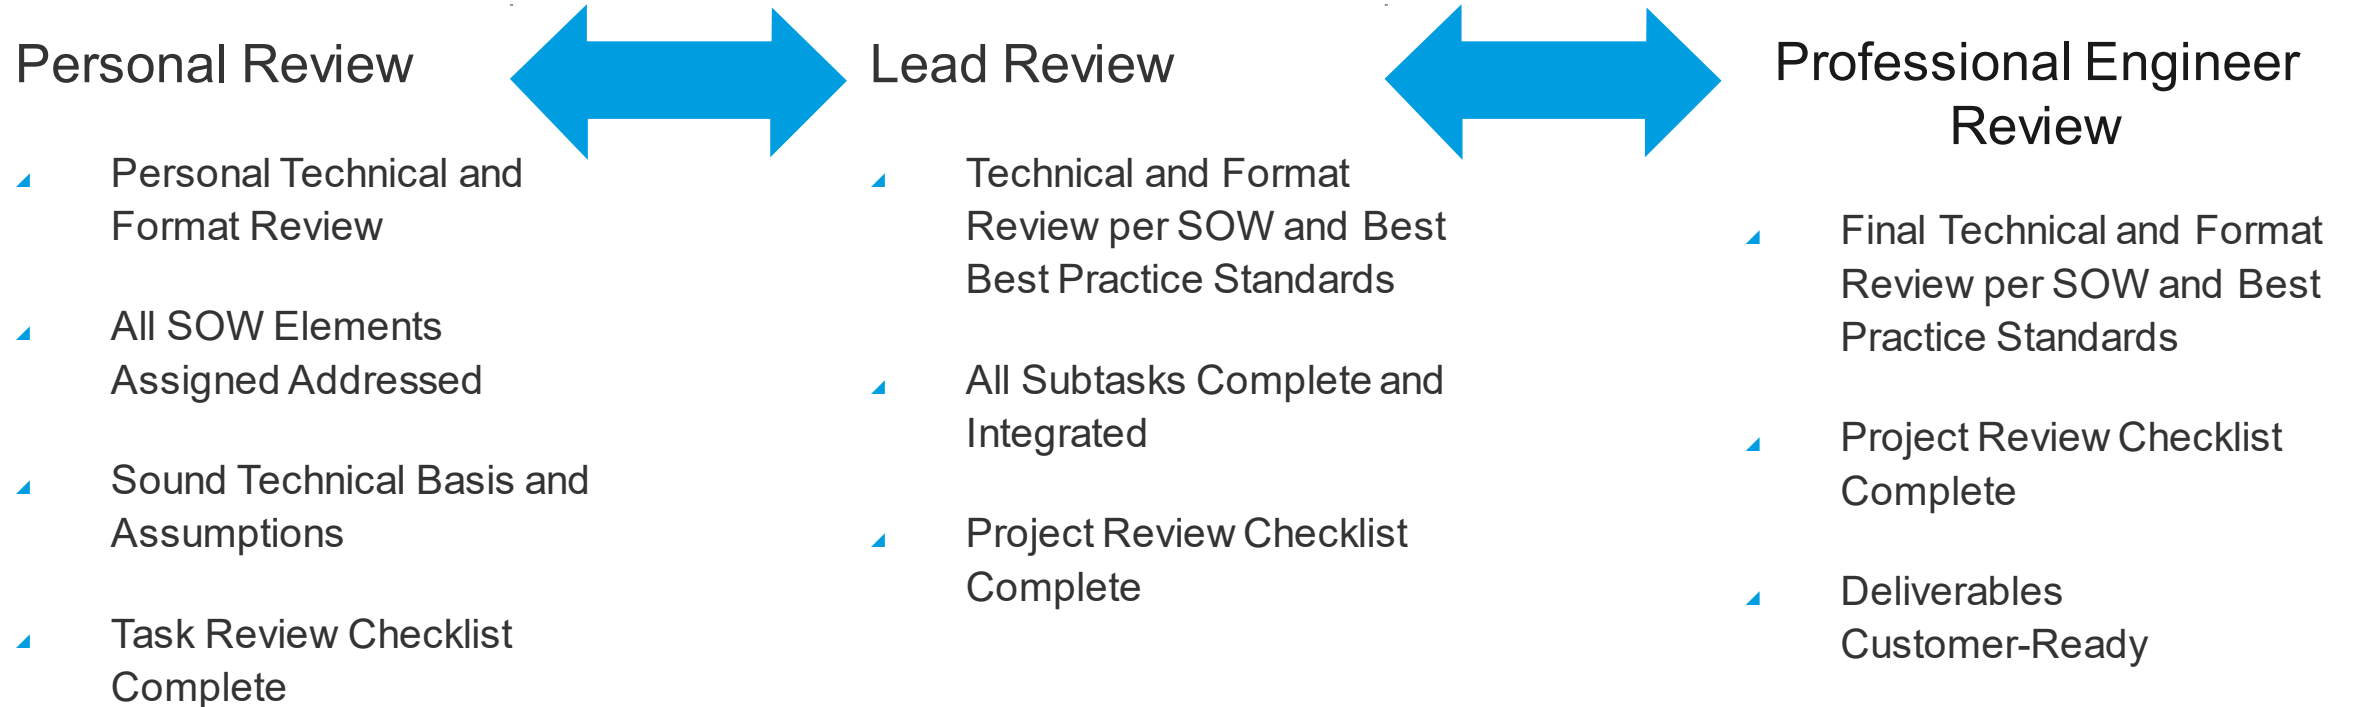 Personal Review
Personal Technical and
Format Review
All SOW Elements
Assigned Addressed
Sound Technical Basis and
Assumptions
Task Review Checklist
Complete
Lead Review
Technical and Format
Review per SOW and Best
Best Practice Standards
All Subtasks Complete and
Integrated
Project Review Checklist
Complete
Professional Engineer
Review
Final Technical and Format
Review per SOW and Best
Practice Standards
Project Review Checklist
Complete
Deliverables
Customer-Ready